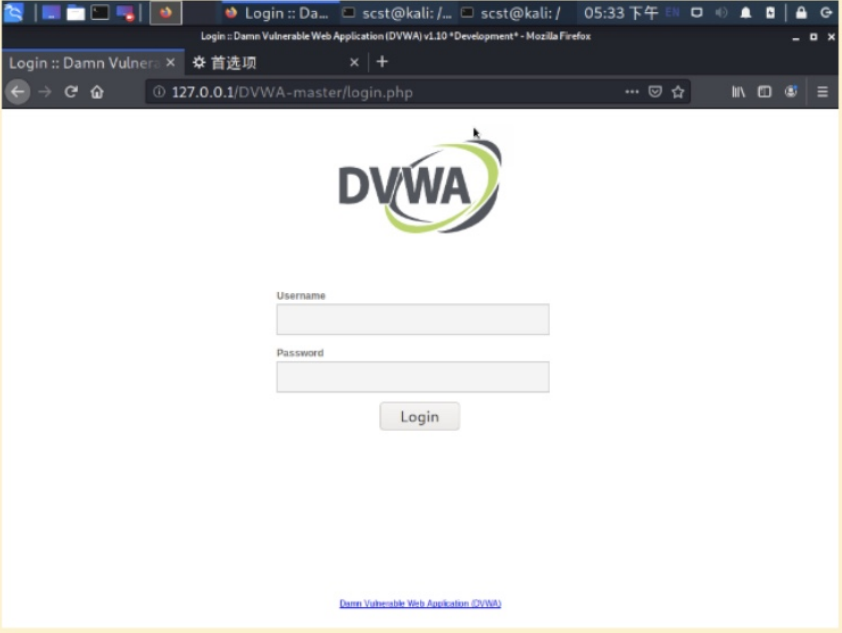 Login :: Da... scst@kali: /... scst@kali: / 05:33 下午 EN
Login :: Damn Vulnerable Web Application (DVWA) v1.10 *Development* - Mozilla Firefox
Login :: Damn Vulnera × 首选项 × +
127.0.0.1/DVWA-master/login.php
DVWA
Username
Password
Login
Damn Vulnerable Web Application (DVWA)